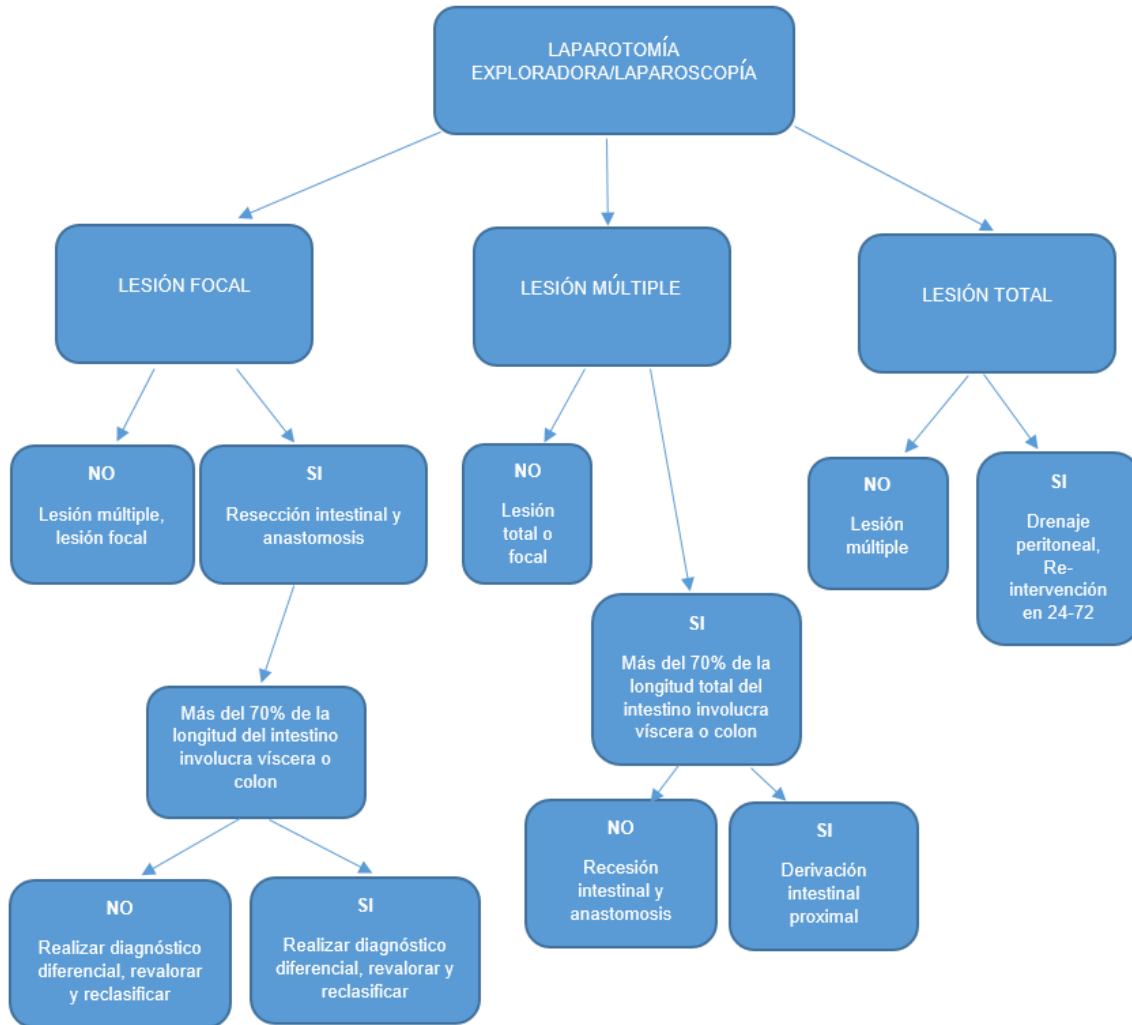 LAPAROTOMÍA
EXPLORADORA/LAPAROSCOPÍA
LESIÓN FOCAL
LESIÓN MÚLTIPLE
LESIÓN TOTAL
NO
Lesión múltiple,
lesión focal
SI
Resección intestinal y
anastomosis
NO
Lesión
total o
focal
NO
Lesión
múltiple
SI
Drenaje
peritoneal,
Re-
intervención
en 24-72
SI
Más del 70% de la
longitud total del
intestino involucra
víscera o colon
Más del 70% de la
longitud del intestino
involucra víscera o
colon
NO
Recesión
intestinal y
anastomosis
SI
Derivación
intestinal
proximal
NO
Realizar diagnóstico
diferencial, revalorar
y reclasificar
SI
Realizar diagnóstico
diferencial, revalorar y
reclasificar